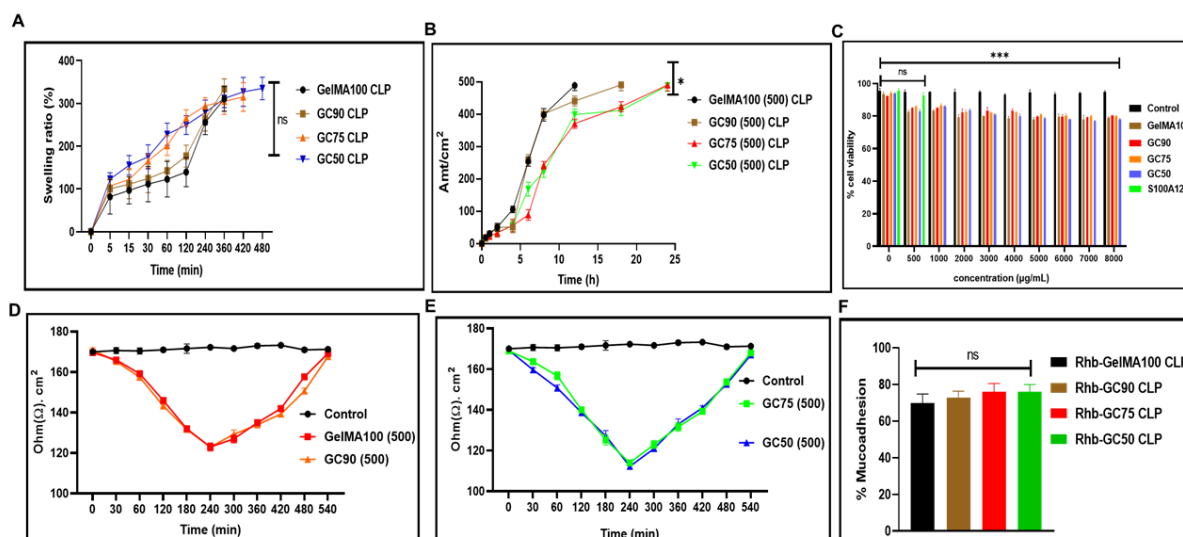 A
Swelling ratio (%)
400
300
200
100
0
0 5 15 30 60 120 240 360 420 480
Time (min)
GelMA100 CLP
GC90 CLP
GC75 CLP
GC50 CLP
ns
B
Amt/cm²
500
400
300
200
100
0
0 5 10 15 20 25
Time (h)
GelMA100 (500) CLP
GC90 (500) CLP
GC75 (500) CLP
GC50 (500) CLP
*
C
% cell viability
100
80
60
40
20
0
0 500 1000 2000 3000 4000 5000 6000 7000 8000
concentration (µg/mL)
***
ns
Control
GelMA10
GC90
GC75
GC50
S100A12
D
Ohm(Ω). cm²
180
160
140
120
100
0 30 60 120 180 240 300 360 420 480 540
Time (min)
Control
GelMA100 (500)
GC90 (500)
E
180
160
140
120
100
0 30 60 120 180 240 300 360 420 480 540
Time (min)
Control
GC75 (500)
GC50 (500)
F
% Mucoadhesion
100
80
60
40
20
0
ns
Rhb-GelMA100 CLP
Rhb-GC90 CLP
Rhb-GC75 CLP
Rhb-GC50 CLP